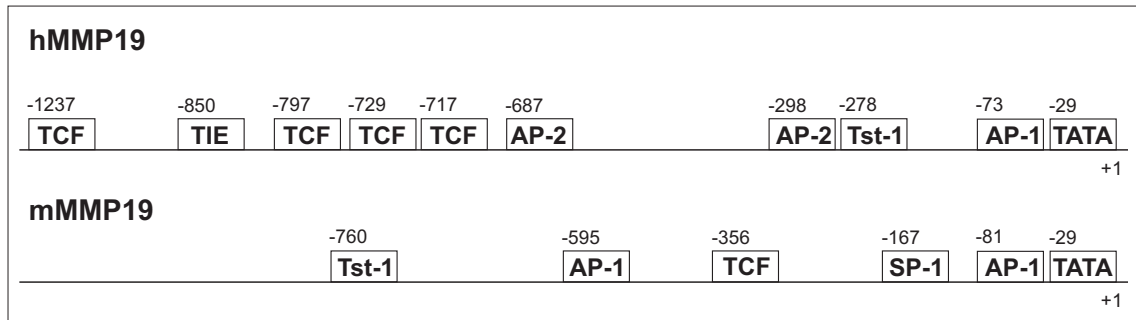 hMMP19
-1237 -850 -797 -729 -717 -687 -298 -278 -73 -29
TCF TIE TCF TCF TCF AP-2 AP-2 Tst-1 AP-1 TATA
+1
mMMP19
-760 -595 -356 -167 -81 -29
Tst-1 AP-1 TCF SP-1 AP-1 TATA
+1